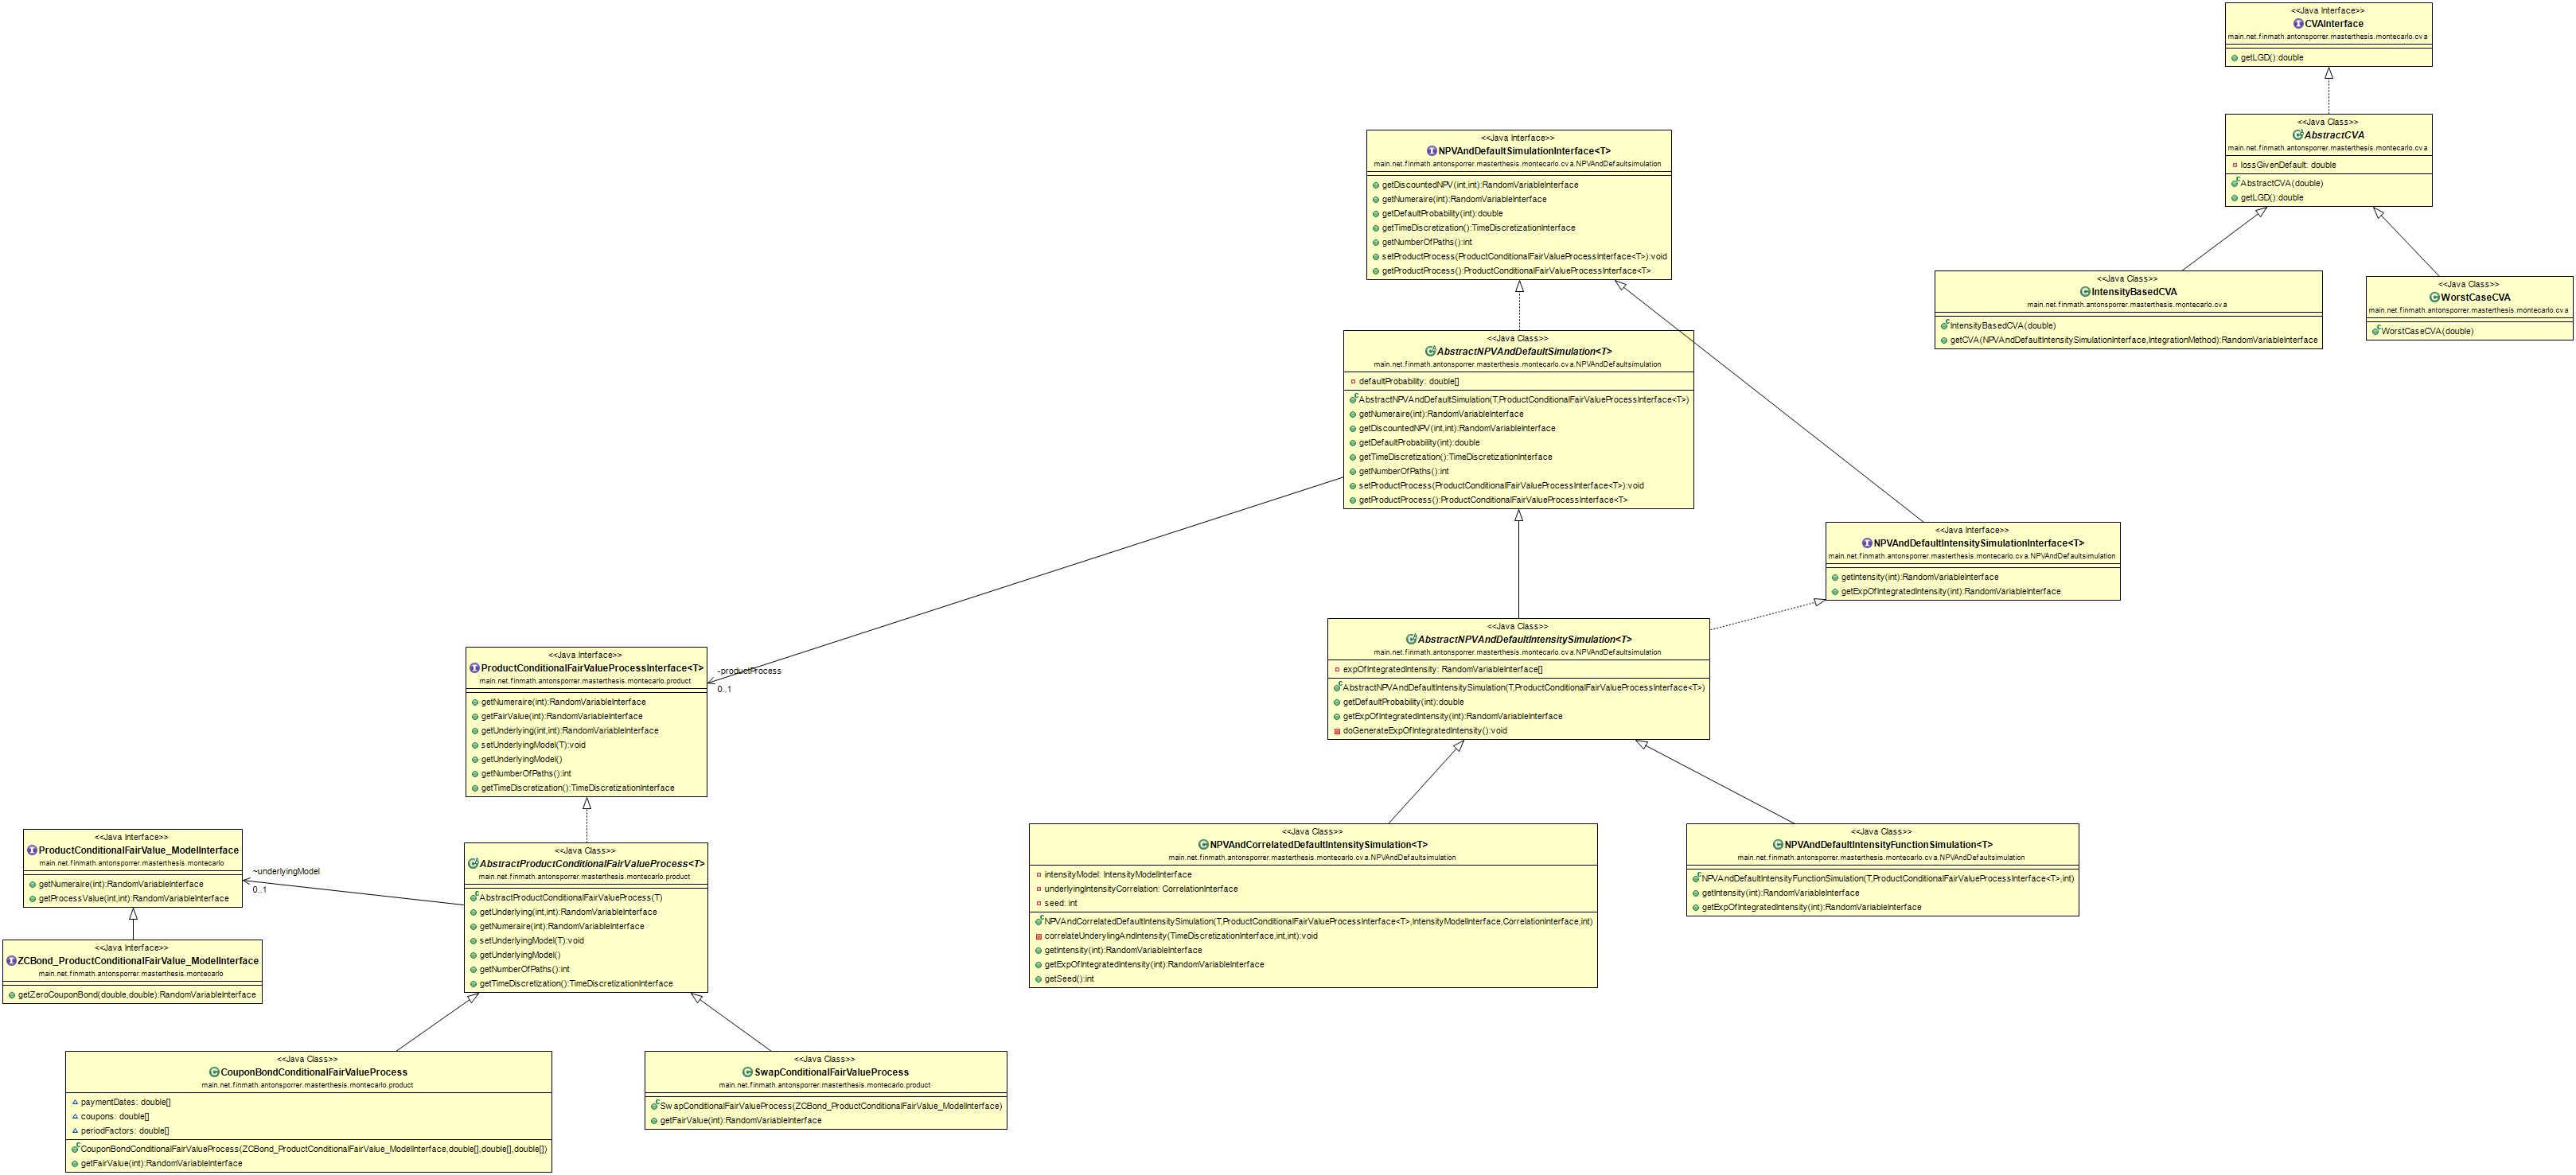 <<Java Interface>>
CVAInterface
main.net.finmath.antonsporrer.masterthesis.montecarlo.cva
getLGD():double
<<Java Class>>
AbstractCVA
main.net.finmath.antonsporrer.masterthesis.montecarlo.cva
lossGivenDefault: double
AbstractCVA(double)
getLGD():double
<<Java Interface>>
NPVAndDefaultSimulationInterface<T>
main.net.finmath.antonsporrer.masterthesis.montecarlo.cva.NPVAndDefaultsimulation
getDiscountedNPV(int,int):RandomVariableInterface
getNumeraire(int):RandomVariableInterface
getDefaultProbability(int):double
getTimeDiscretization():TimeDiscretizationInterface
getNumberOfPaths():int
setProductProcess(ProductConditionalFairValueProcessInterface<T>):void
getProductProcess():ProductConditionalFairValueProcessInterface<T>
<<Java Class>>
IntensityBasedCVA
main.net.finmath.antonsporrer.masterthesis.montecarlo.cva
IntensityBasedCVA(double)
getCVA(NPVAndDefaultIntensitySimulationInterface,IntegrationMethod):RandomVariableInterface
<<Java Class>>
WorstCaseCVA
main.net.finmath.antonsporrer.masterthesis.montecarlo.cva
WorstCaseCVA(double)
<<Java Class>>
AbstractNPVAndDefaultSimulation<T>
main.net.finmath.antonsporrer.masterthesis.montecarlo.cva.NPVAndDefaultsimulation
defaultProbability: double[]
AbstractNPVAndDefaultSimulation(T,ProductConditionalFairValueProcessInterface<T>)
getNumeraire(int):RandomVariableInterface
getDiscountedNPV(int,int):RandomVariableInterface
getDefaultProbability(int):double
getTimeDiscretization():TimeDiscretizationInterface
getNumberOfPaths():int
setProductProcess(ProductConditionalFairValueProcessInterface<T>):void
getProductProcess():ProductConditionalFairValueProcessInterface<T>
<<Java Interface>>
NPVAndDefaultIntensitySimulationInterface<T>
main.net.finmath.antonsporrer.masterthesis.montecarlo.cva.NPVAndDefaultsimulation
getIntensity(int):RandomVariableInterface
getExpOfIntegratedIntensity(int):RandomVariableInterface
<<Java Class>>
AbstractNPVAndDefaultIntensitySimulation<T>
main.net.finmath.antonsporrer.masterthesis.montecarlo.cva.NPVAndDefaultsimulation
expOfIntegratedIntensity: RandomVariableInterface[]
AbstractNPVAndDefaultIntensitySimulation(T,ProductConditionalFairValueProcessInterface<T>)
getDefaultProbability(int):double
getExpOfIntegratedIntensity(int):RandomVariableInterface
doGenerateExpOfIntegratedIntensity():void
<<Java Interface>>
ProductConditionalFairValueProcessInterface<T>
main.net.finmath.antonsporrer.masterthesis.montecarlo.product
getNumeraire(int):RandomVariableInterface
getFairValue(int):RandomVariableInterface
getUnderlying(int,int):RandomVariableInterface
setUnderlyingModel(T):void
getUnderlyingModel()
getNumberOfPaths():int
getTimeDiscretization():TimeDiscretizationInterface
-productProcess
0..1
<<Java Interface>>
ProductConditionalFairValue_ModelInterface
main.net.finmath.antonsporrer.masterthesis.montecarlo
getNumeraire(int):RandomVariableInterface
getProcessValue(int,int):RandomVariableInterface
~underlyingModel
0..1
<<Java Class>>
AbstractProductConditionalFairValueProcess<T>
main.net.finmath.antonsporrer.masterthesis.montecarlo.product
AbstractProductConditionalFairValueProcess(T)
getUnderlying(int,int):RandomVariableInterface
getNumeraire(int):RandomVariableInterface
setUnderlyingModel(T):void
getUnderlyingModel()
getNumberOfPaths():int
getTimeDiscretization():TimeDiscretizationInterface
<<Java Class>>
NPVAndCorrelatedDefaultIntensitySimulation<T>
main.net.finmath.antonsporrer.masterthesis.montecarlo.cva.NPVAndDefaultsimulation
intensityModel: IntensityModelInterface
underlyingIntensityCorrelation: CorrelationInterface
seed: int
NPVAndCorrelatedDefaultIntensitySimulation(T,ProductConditionalFairValueProcessInterface<T>,IntensityModelInterface,CorrelationInterface,int)
correlateUnderylingAndIntensity(TimeDiscretizationInterface,int,int):void
getIntensity(int):RandomVariableInterface
getExpOfIntegratedIntensity(int):RandomVariableInterface
getSeed():int
<<Java Class>>
NPVAndDefaultIntensityFunctionSimulation<T>
main.net.finmath.antonsporrer.masterthesis.montecarlo.cva.NPVAndDefaultsimulation
NPVAndDefaultIntensityFunctionSimulation(T,ProductConditionalFairValueProcessInterface<T>,int)
getIntensity(int):RandomVariableInterface
getExpOfIntegratedIntensity(int):RandomVariableInterface
<<Java Interface>>
ZCBond_ProductConditionalFairValue_ModelInterface
main.net.finmath.antonsporrer.masterthesis.montecarlo
getZeroCouponBond(double,double):RandomVariableInterface
<<Java Class>>
CouponBondConditionalFairValueProcess
main.net.finmath.antonsporrer.masterthesis.montecarlo.product
paymentDates: double[]
coupons: double[]
periodFactors: double[]
CouponBondConditionalFairValueProcess(ZCBond_ProductConditionalFairValue_ModelInterface,double[],double[],double[])
getFairValue(int):RandomVariableInterface
<<Java Class>>
SwapConditionalFairValueProcess
main.net.finmath.antonsporrer.masterthesis.montecarlo.product
SwapConditionalFairValueProcess(ZCBond_ProductConditionalFairValue_ModelInterface)
getFairValue(int):RandomVariableInterface